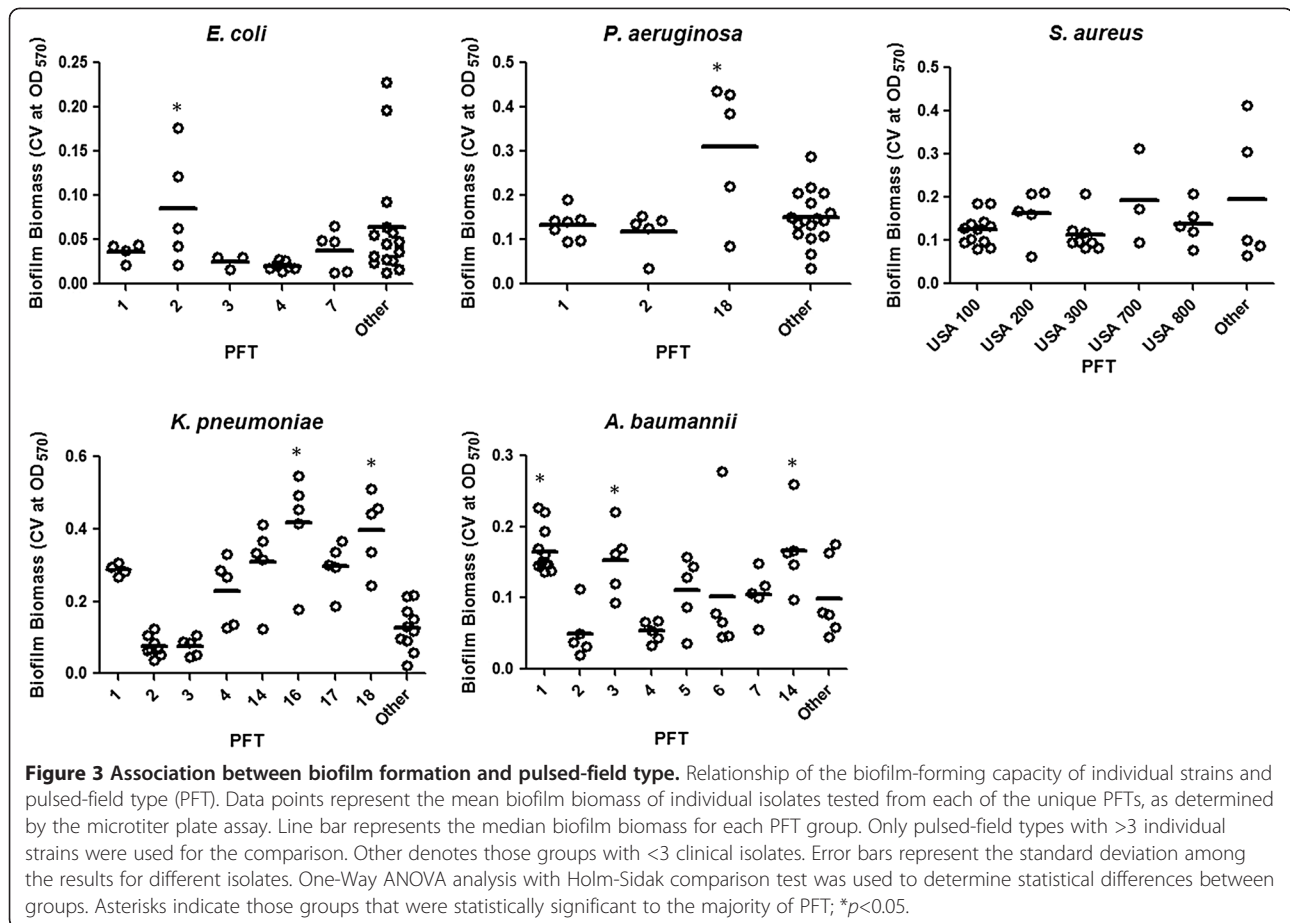 E. coli
Biofilm Biomass (CV at OD570)
0.25
0.20
0.15
0.10
0.05
0.00
*
1 2 3 4 7 Other
PFT
P. aeruginosa
Biofilm Biomass (CV at OD570)
0.5
0.4
0.3
0.2
0.1
0.0
*
1 2 18 Other
PFT
S. aureus
Biofilm Biomass (CV at OD570)
0.5
0.4
0.3
0.2
0.1
0.0
USA 100 USA 200 USA 300 USA 700 USA 800 Other
PFT
K. pneumoniae
Biofilm Biomass (CV at OD570)
0.6
0.4
0.2
0.0
* *
1 2 3 4 14 16 17 18 Other
PFT
A. baumannii
Biofilm Biomass (CV at OD570)
0.3
0.2
0.1
0.0
* * *
1 2 3 4 5 6 7 14 Other
PFT
Figure 3 Association between biofilm formation and pulsed-field type. Relationship of the biofilm-forming capacity of individual strains and
pulsed-field type (PFT). Data points represent the mean biofilm biomass of individual isolates tested from each of the unique PFTs, as determined
by the microtiter plate assay. Line bar represents the median biofilm biomass for each PFT group. Only pulsed-field types with >3 individual
strains were used for the comparison. Other denotes those groups with <3 clinical isolates. Error bars represent the standard deviation among
the results for different isolates. One-Way ANOVA analysis with Holm-Sidak comparison test was used to determine statistical differences between
groups. Asterisks indicate those groups that were statistically significant to the majority of PFT; *p<0.05.